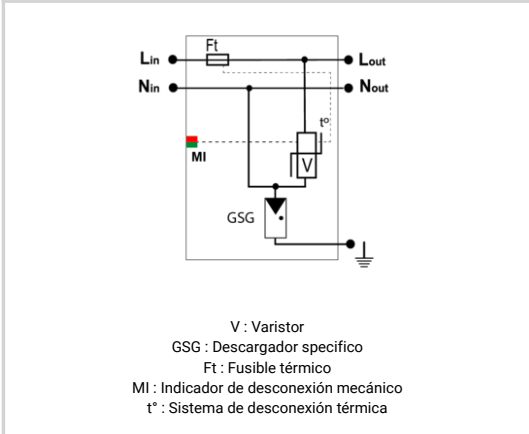 Ft
Lin Lout
Nin Nout
t°
MI
V
GSG
V : Varistor
GSG : Descargador specifico
Ft : Fusible térmico
MI : Indicador de desconexión mecánico
t° : Sistema de desconexión térmica